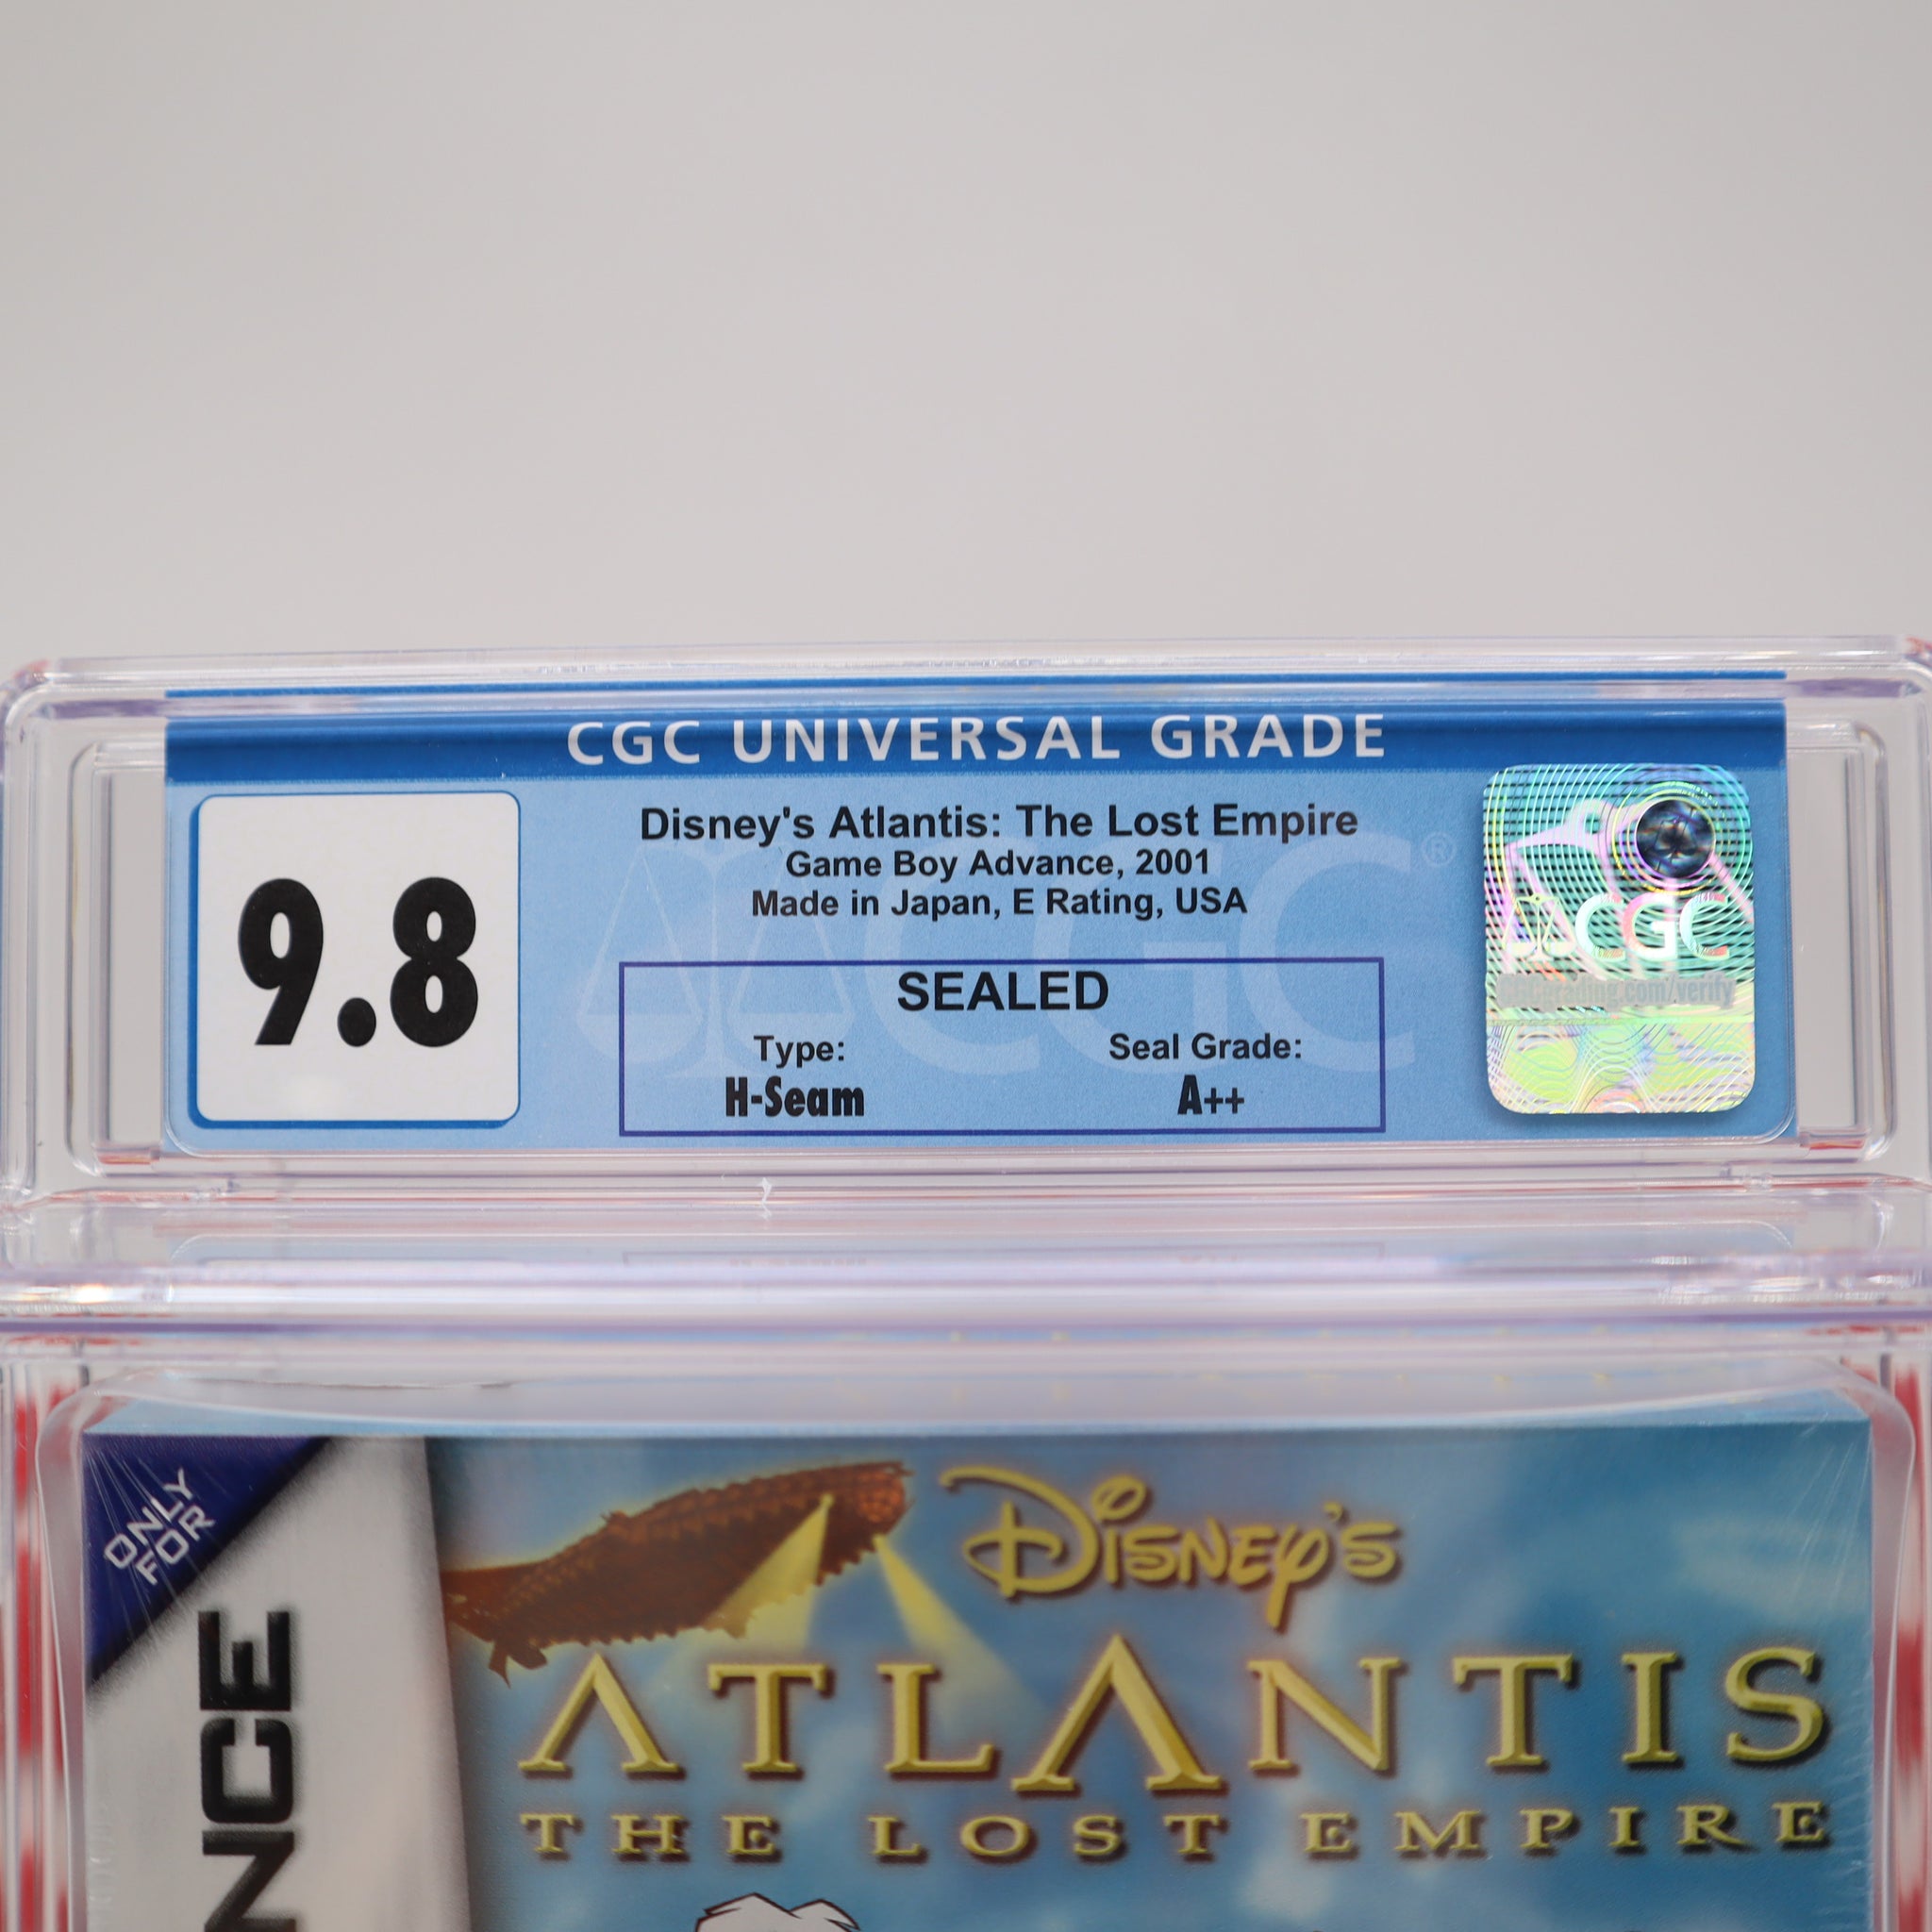 CGC UNIVERSAL GRADE
9.8
Disney's Atlantis: The Lost Empire
Game Boy Advance, 2001
Made in Japan, E Rating, USA
CGC®
SEALED
Type:
H-Seam
Seal Grade:
A++
CGC
CGCgrading.com/verify
ONLY
FOR
NCE
DISNEY'S
ATLANTIS
THE LOST EMPIRE